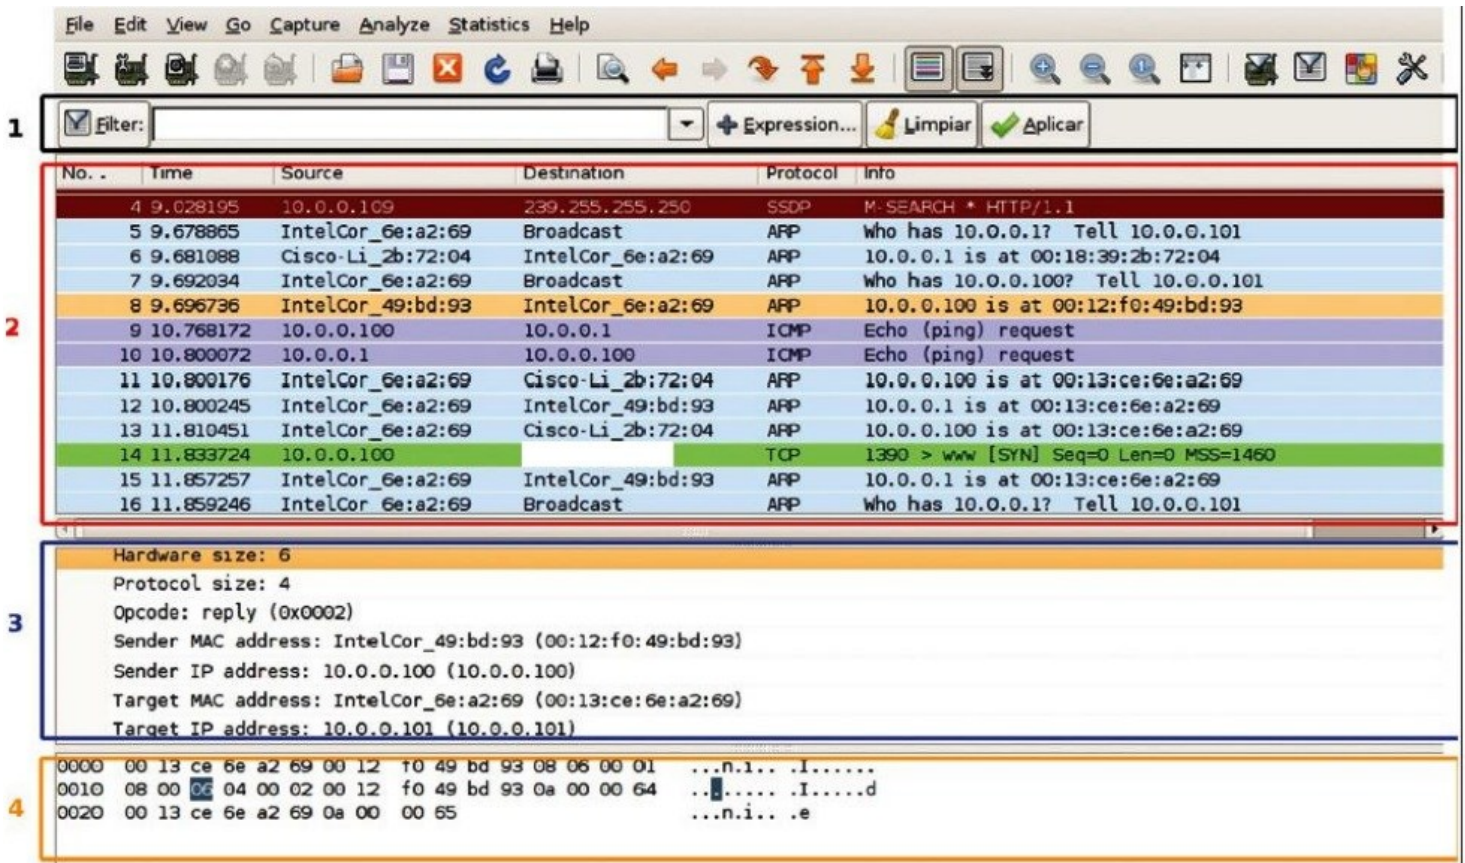 File Edit View Go Capture Analyze Statistics Help
1
Filter: Expression... Limpiar Aplicar
2
No. . Time Source Destination Protocol Info
4 9.028195 10.0.0.109 239.255.255.250 SSDP M-SEARCH * HTTP/1.1
5 9.678865 IntelCor_6e:a2:69 Broadcast ARP Who has 10.0.0.1? Tell 10.0.0.101
6 9.681088 Cisco-Li_2b:72:04 IntelCor_6e:a2:69 ARP 10.0.0.1 is at 00:18:39:2b:72:04
7 9.692034 IntelCor_6e:a2:69 Broadcast ARP Who has 10.0.0.100? Tell 10.0.0.101
8 9.696736 IntelCor_49:bd:93 IntelCor_6e:a2:69 ARP 10.0.0.100 is at 00:12:f0:49:bd:93
9 10.768172 10.0.0.100 10.0.0.1 ICMP Echo (ping) request
10 10.800072 10.0.0.1 10.0.0.100 ICMP Echo (ping) request
11 10.800176 IntelCor_6e:a2:69 Cisco-Li_2b:72:04 ARP 10.0.0.100 is at 00:13:ce:6e:a2:69
12 10.800245 IntelCor_6e:a2:69 IntelCor_49:bd:93 ARP 10.0.0.1 is at 00:13:ce:6e:a2:69
13 11.810451 IntelCor_6e:a2:69 Cisco-Li_2b:72:04 ARP 10.0.0.100 is at 00:13:ce:6e:a2:69
14 11.833724 10.0.0.100 TCP 1390 > www [SYN] Seq=0 Len=0 MSS=1460
15 11.857257 IntelCor_6e:a2:69 IntelCor_49:bd:93 ARP 10.0.0.1 is at 00:13:ce:6e:a2:69
16 11.859246 IntelCor_6e:a2:69 Broadcast ARP Who has 10.0.0.1? Tell 10.0.0.101
3
Hardware size: 6
Protocol size: 4
Opcode: reply (0x0002)
Sender MAC address: IntelCor_49:bd:93 (00:12:f0:49:bd:93)
Sender IP address: 10.0.0.100 (10.0.0.100)
Target MAC address: IntelCor_6e:a2:69 (00:13:ce:6e:a2:69)
Target IP address: 10.0.0.101 (10.0.0.101)
4
0000 00 13 ce 6e a2 69 00 12 f0 49 bd 93 08 06 00 01 ...n.i.. .I......
0010 08 00 06 04 00 02 00 12 f0 49 bd 93 0a 00 00 64 ........ .I.....d
0020 00 13 ce 6e a2 69 0a 00 00 65 ...n.i.. .e